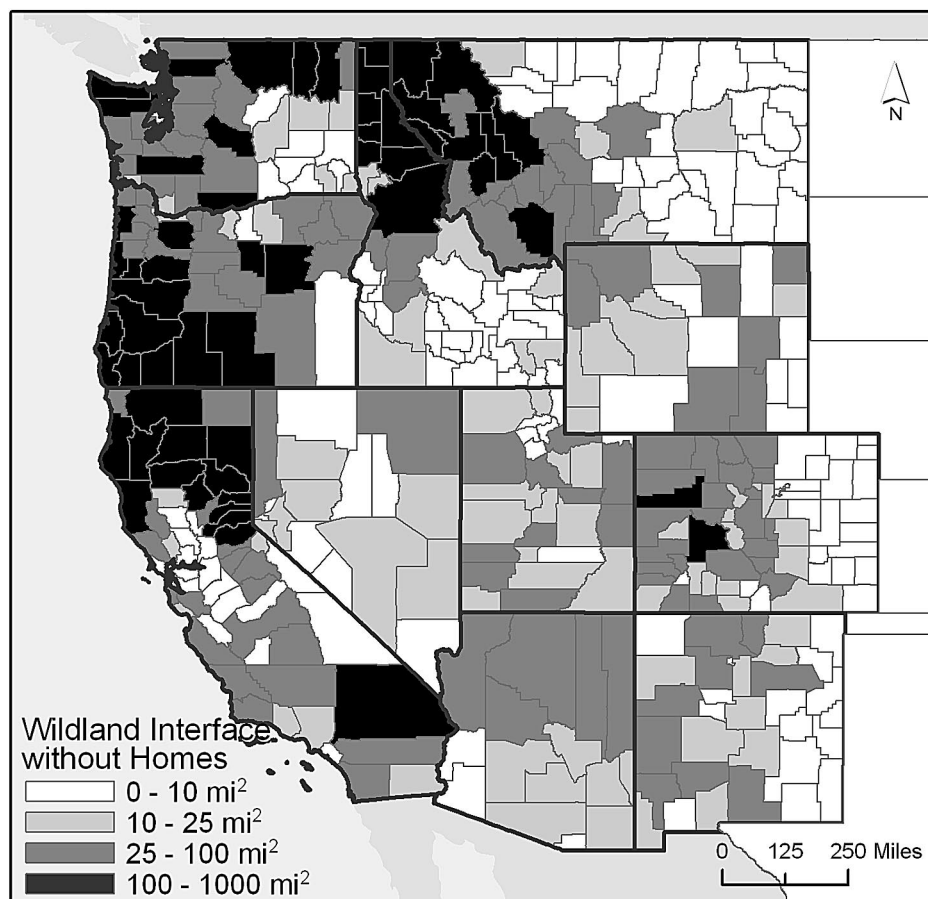 N
Wildland Interface
without Homes
0 - 10 mi²
10 - 25 mi²
25 - 100 mi²
100 - 1000 mi²
0 125 250 Miles